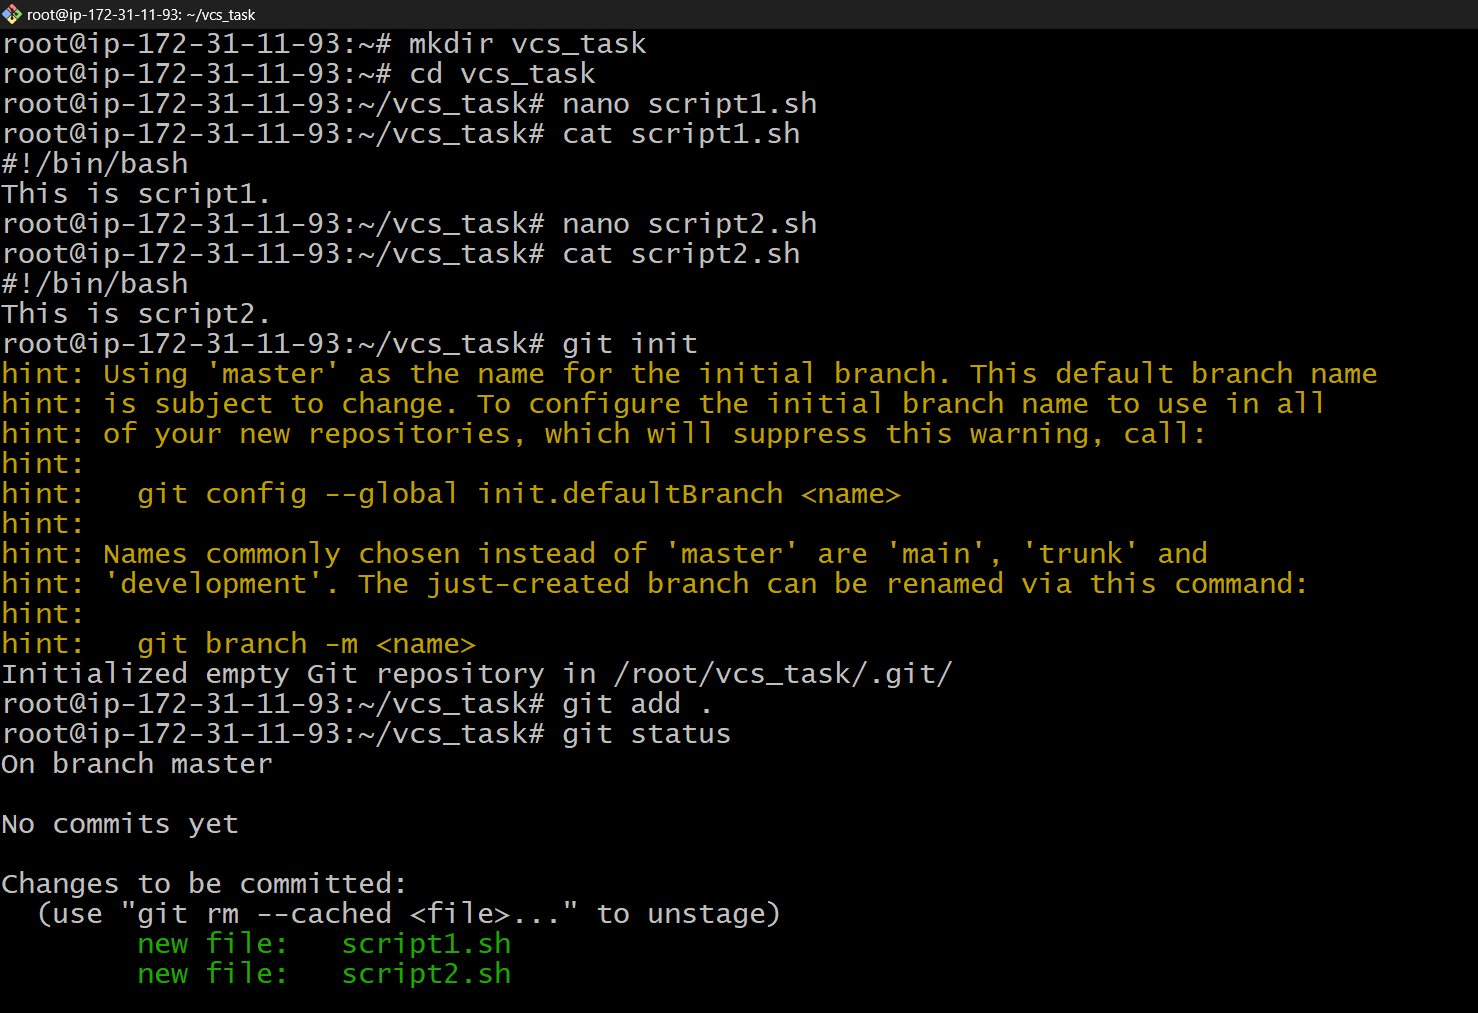 root@ip-172-31-11-93: ~/vcs_task
root@ip-172-31-11-93:~# mkdir vcs_task
root@ip-172-31-11-93:~# cd vcs_task
root@ip-172-31-11-93:~/vcs_task# nano script1.sh
root@ip-172-31-11-93:~/vcs_task# cat script1.sh
#!/bin/bash
This is script1.
root@ip-172-31-11-93:~/vcs_task# nano script2.sh
root@ip-172-31-11-93:~/vcs_task# cat script2.sh
#!/bin/bash
This is script2.
root@ip-172-31-11-93:~/vcs_task# git init
hint: Using 'master' as the name for the initial branch. This default branch name
hint: is subject to change. To configure the initial branch name to use in all
hint: of your new repositories, which will suppress this warning, call:
hint:
hint:   git config --global init.defaultBranch <name>
hint:
hint: Names commonly chosen instead of 'master' are 'main', 'trunk' and
hint: 'development'. The just-created branch can be renamed via this command:
hint:
hint:   git branch -m <name>
Initialized empty Git repository in /root/vcs_task/.git/
root@ip-172-31-11-93:~/vcs_task# git add .
root@ip-172-31-11-93:~/vcs_task# git status
On branch master

No commits yet

Changes to be committed:
  (use "git rm --cached <file>..." to unstage)
        new file:   script1.sh
        new file:   script2.sh